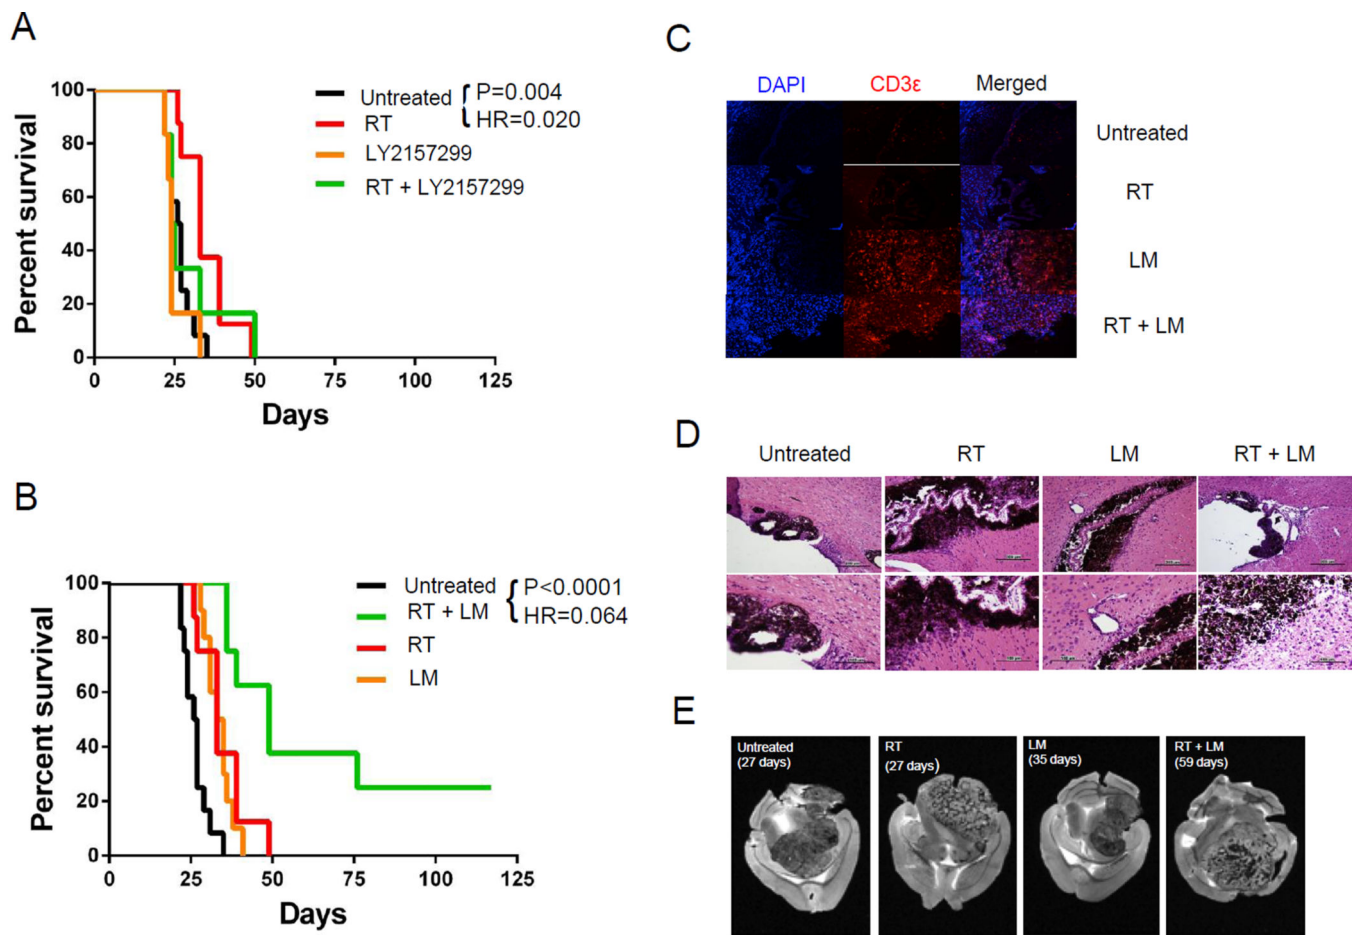 A
Percent survival
100
80
60
40
20
0
0 25 50 75 100 125
Days
Untreated
RT
LY2157299
RT + LY2157299
P=0.004
HR=0.020
B
Percent survival
100
80
60
40
20
0
0 25 50 75 100 125
Days
Untreated
RT + LM
RT
LM
P<0.0001
HR=0.064
C
DAPI CD3ε Merged
Untreated
RT
LM
RT + LM
D
Untreated RT LM RT + LM
E
Untreated
(27 days)
RT
(27 days)
LM
(35 days)
RT + LM
(59 days)